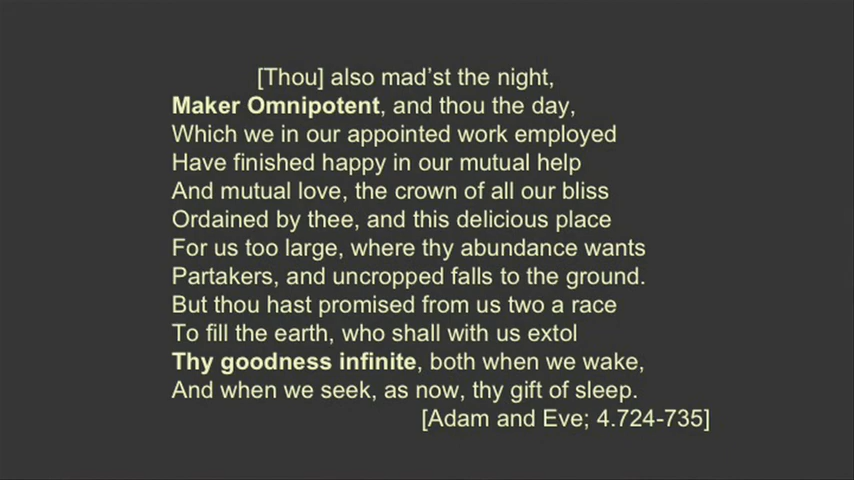 [Thou] also mad’st the night,
Maker Omnipotent, and thou the day,
Which we in our appointed work employed
Have finished happy in our mutual help
And mutual love, the crown of all our bliss
Ordained by thee, and this delicious place
For us too large, where thy abundance wants
Partakers, and uncropped falls to the ground.
But thou hast promised from us two a race
To fill the earth, who shall with us extol
Thy goodness infinite, both when we wake,
And when we seek, as now, thy gift of sleep.
[Adam and Eve; 4.724-735]